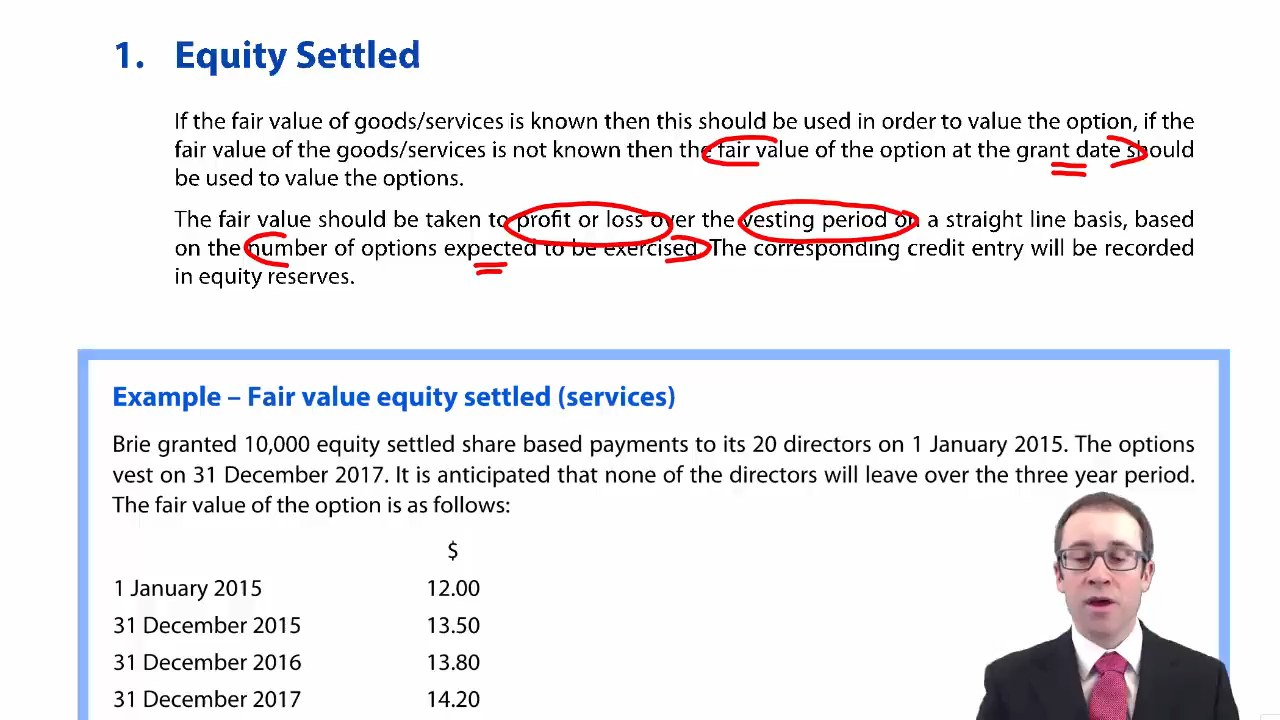 1. Equity Settled
If the fair value of goods/services is known then this should be used in order to value the option, if the
fair value of the goods/services is not known then the fair value of the option at the grant date should
be used to value the options.
The fair value should be taken to profit or loss over the vesting period on a straight line basis, based
on the number of options expected to be exercised. The corresponding credit entry will be recorded
in equity reserves.
Example – Fair value equity settled (services)
Brie granted 10,000 equity settled share based payments to its 20 directors on 1 January 2015. The options
vest on 31 December 2017. It is anticipated that none of the directors will leave over the three year period.
The fair value of the option is as follows:
$
1 January 2015 12.00
31 December 2015 13.50
31 December 2016 13.80
31 December 2017 14.20